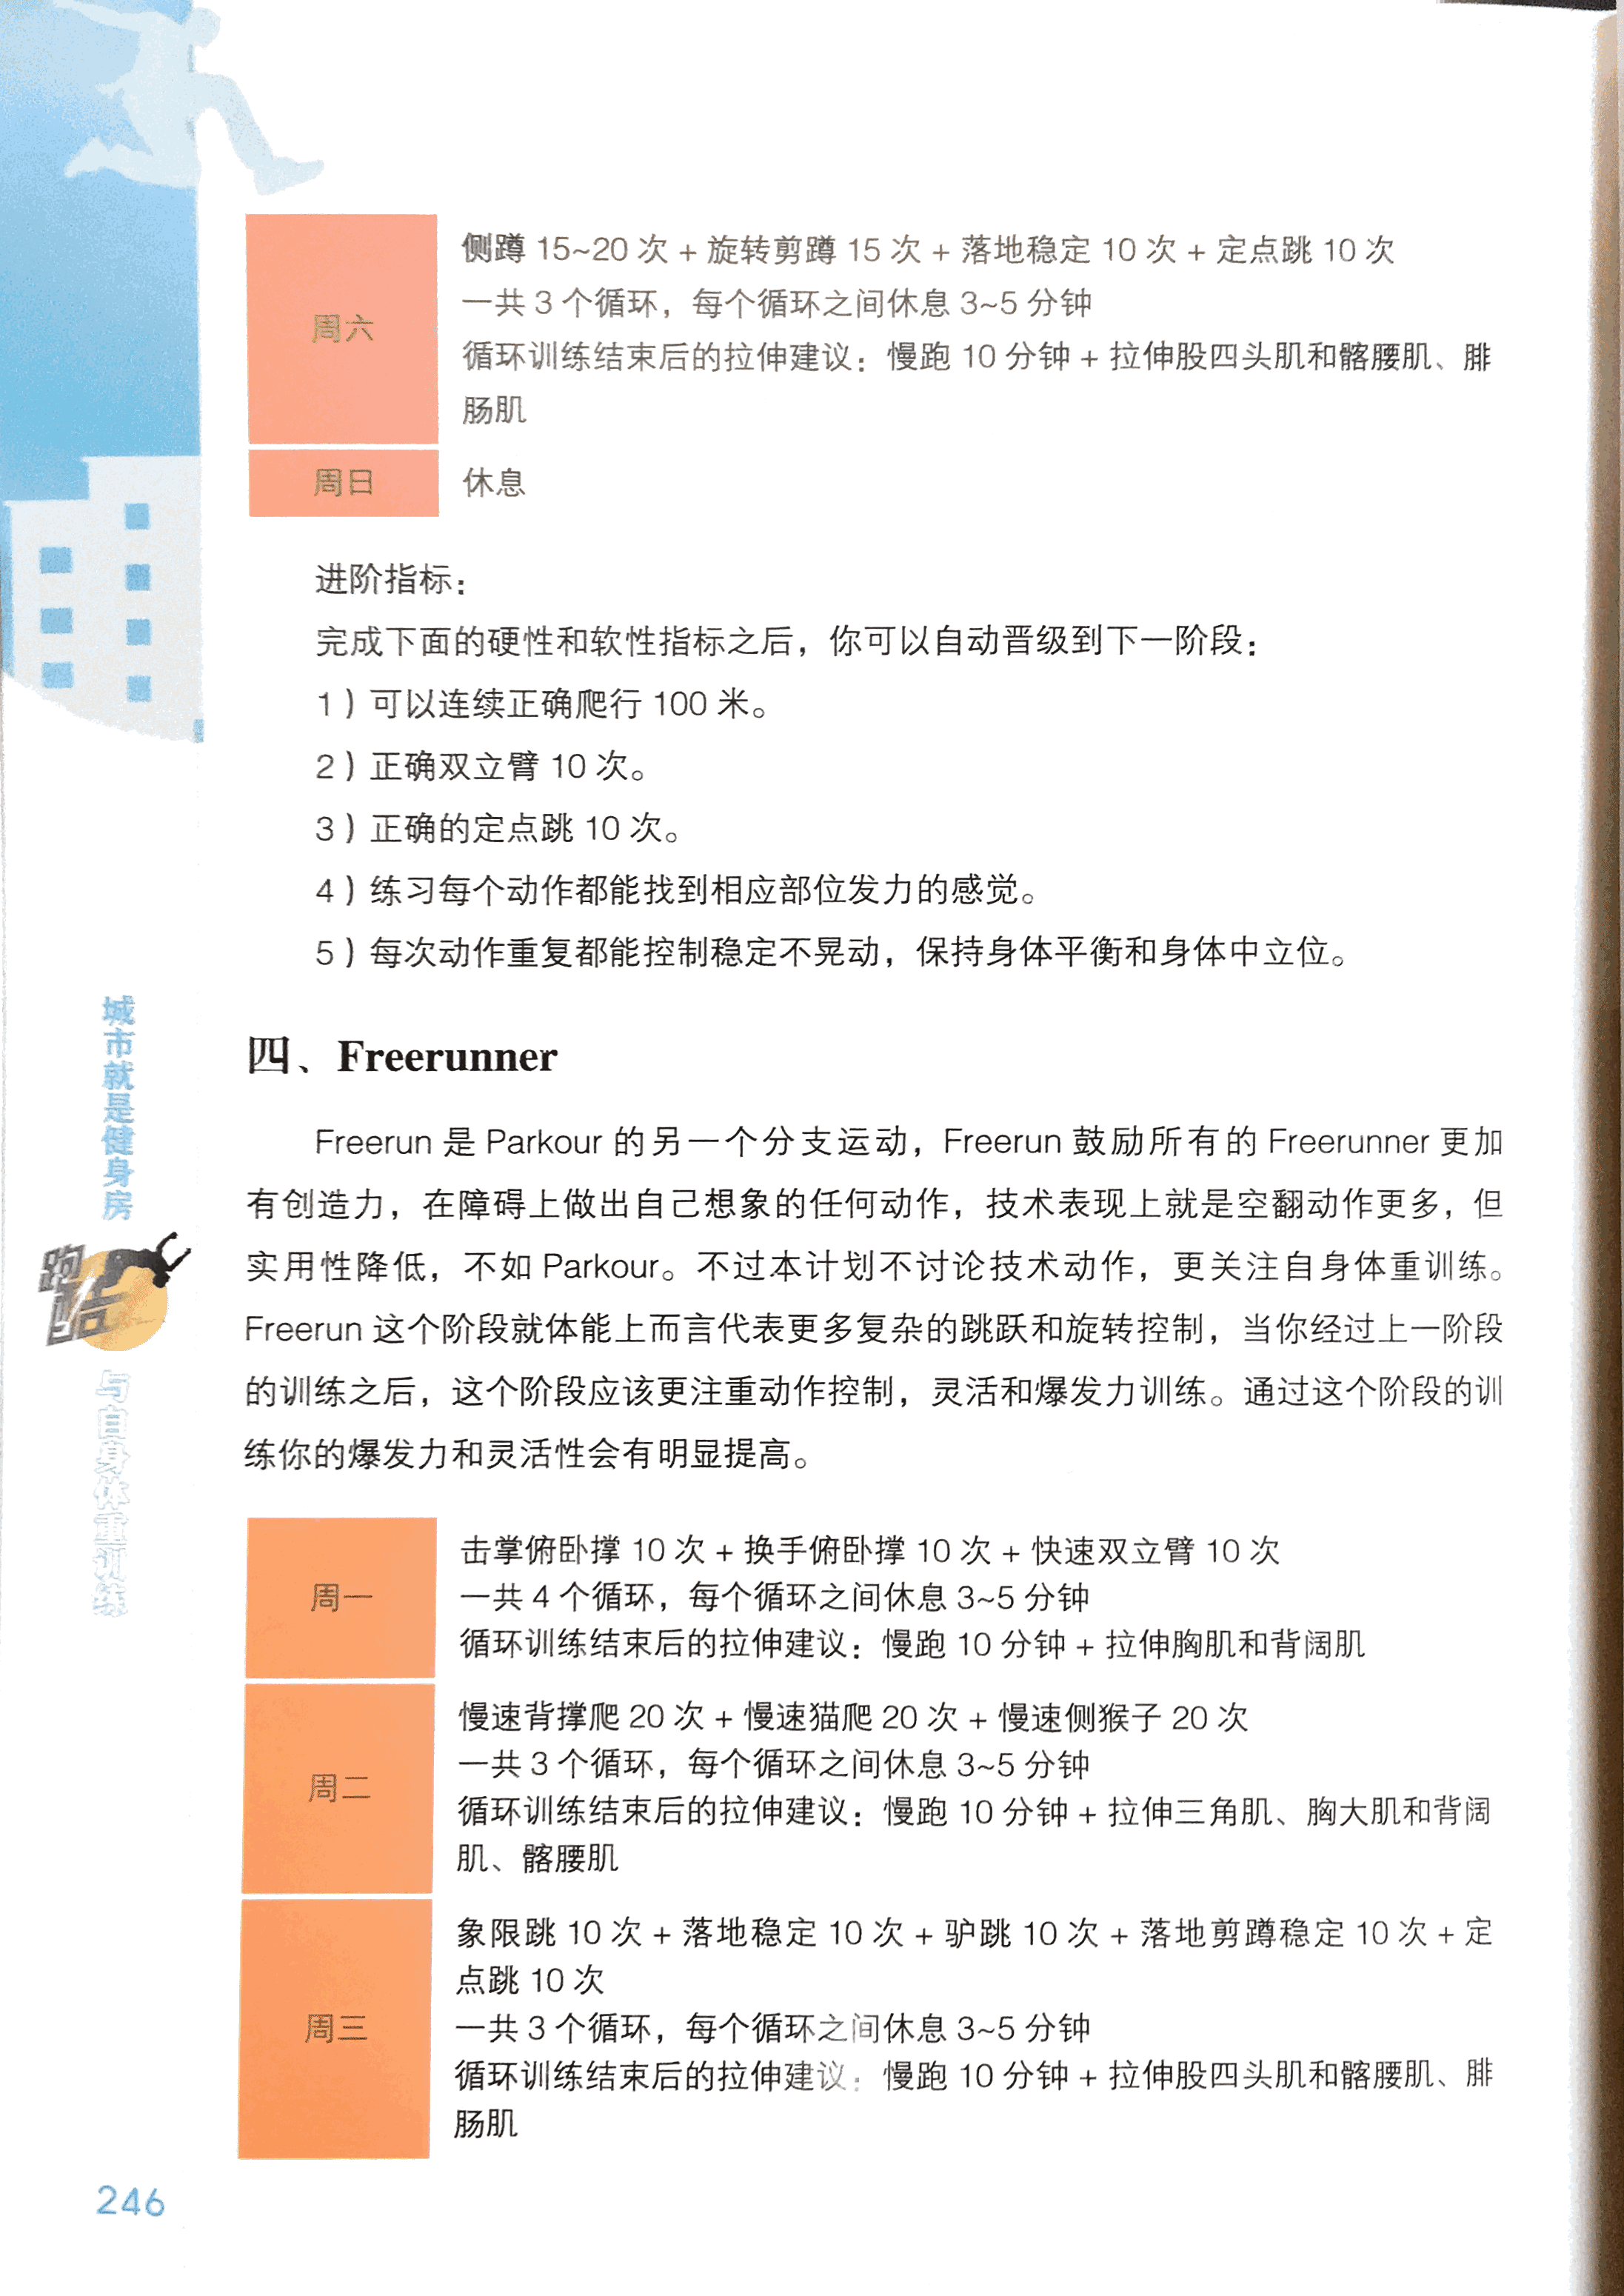 周六
侧蹲 15~20 次 + 旋转剪蹲 15 次 + 落地稳定 10 次 + 定点跳 10 次
一共 3 个循环，每个循环之间休息 3~5 分钟
循环训练结束后的拉伸建议：慢跑 10 分钟 + 拉伸股四头肌和髂腰肌、腓
肠肌
周日
休息
进阶指标：
完成下面的硬性和软性指标之后，你可以自动晋级到下一阶段：
1）可以连续正确爬行 100 米。
2）正确双立臂 10 次。
3）正确的定点跳 10 次。
4）练习每个动作都能找到相应部位发力的感觉。
5）每次动作重复都能控制稳定不晃动，保持身体平衡和身体中立位。
四、Freerunner
Freerun 是 Parkour 的另一个分支运动，Freerun 鼓励所有的 Freerunner 更加
有创造力，在障碍上做出自己想象的任何动作，技术表现上就是空翻动作更多，但
实用性降低，不如 Parkour。不过本计划不讨论技术动作，更关注自身体重训练。
Freerun 这个阶段就体能上而言代表更多复杂的跳跃和旋转控制，当你经过上一阶段
的训练之后，这个阶段应该更注重动作控制，灵活和爆发力训练。通过这个阶段的训
练你的爆发力和灵活性会有明显提高。
周一
击掌俯卧撑 10 次 + 换手俯卧撑 10 次 + 快速双立臂 10 次
一共 4 个循环，每个循环之间休息 3~5 分钟
循环训练结束后的拉伸建议：慢跑 10 分钟 + 拉伸胸肌和背阔肌
周二
慢速背撑爬 20 次 + 慢速猫爬 20 次 + 慢速侧猴子 20 次
一共 3 个循环，每个循环之间休息 3~5 分钟
循环训练结束后的拉伸建议：慢跑 10 分钟 + 拉伸三角肌、胸大肌和背阔
肌、髂腰肌
周三
象限跳 10 次 + 落地稳定 10 次 + 驴跳 10 次 + 落地剪蹲稳定 10 次 + 定
点跳 10 次
一共 3 个循环，每个循环之间休息 3~5 分钟
循环训练结束后的拉伸建议：慢跑 10 分钟 + 拉伸股四头肌和髂腰肌、腓
肠肌
城市就是健身房
跑酷
与自身体重训练
246